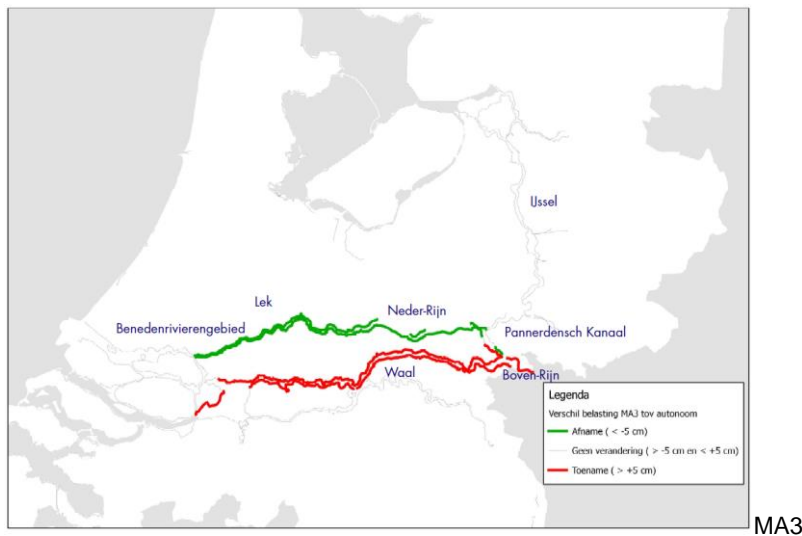 IJssel
Lek
Neder-Rijn
Benedenrivierengebied
Pannerdensch Kanaal
Waal
Boven-Rijn
Legenda
Verschil belasting MA3 tov autonoom
Afname ( < -5 cm)
Geen verandering ( > -5 cm en < +5 cm)
Toename ( > +5 cm)
MA3